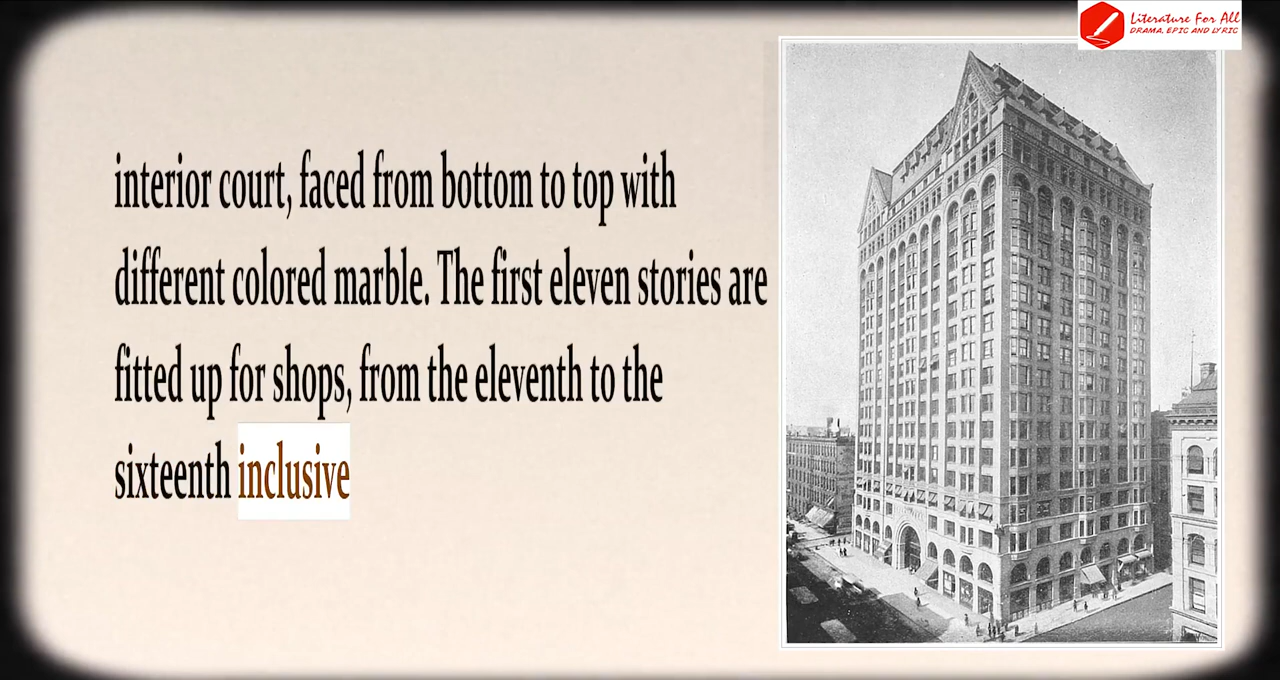 Literature For All
DRAMA, EPIC AND LYRIC
interior court, faced from bottom to top with
different colored marble. The first eleven stories are
fitted up for shops, from the eleventh to the
sixteenth inclusive